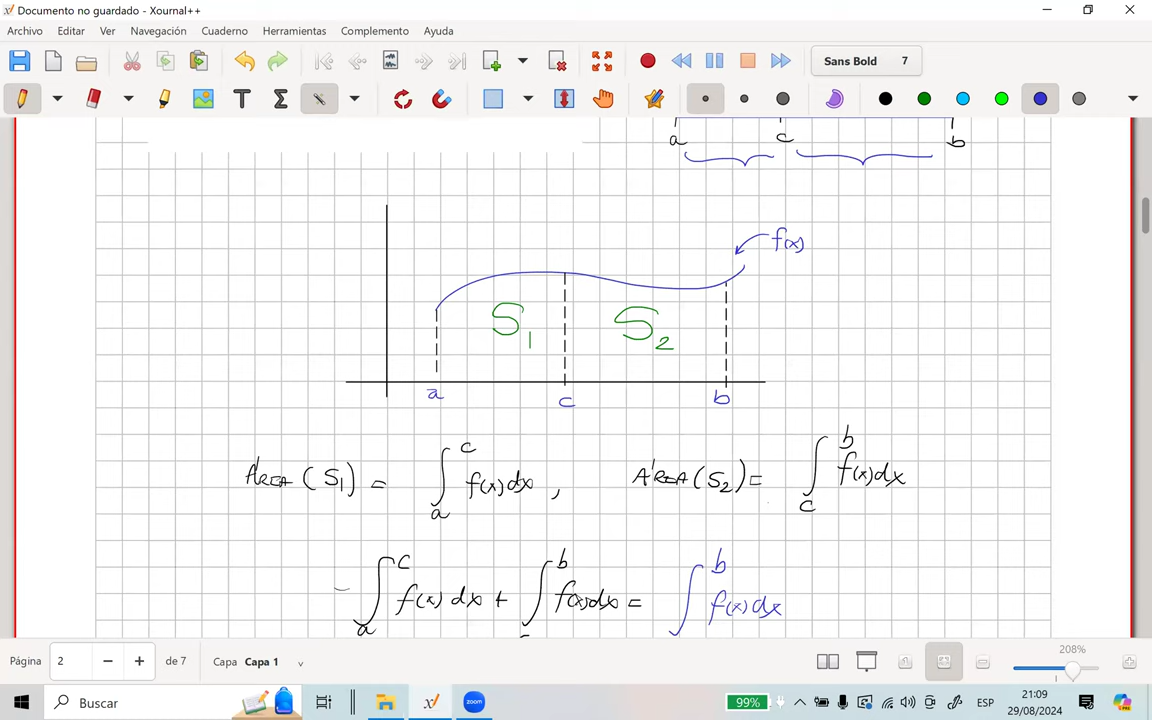 Documento no guardado - Xournal++
Archivo Editar Ver Navegación Cuaderno Herramientas Complemento Ayuda
Sans Bold 7
a c b
f(x)
S1 S2
a c b
ÁREA (S1) = ∫_a^c f(x)dx , ÁREA (S2) = ∫_c^b f(x)dx
∫_a^c f(x) dx + ∫^b f(x)dx = ∫^b f(x)dx
Página 2 de 7 Capa Capa 1 208%
Buscar 99% ESP 21:09
29/08/2024